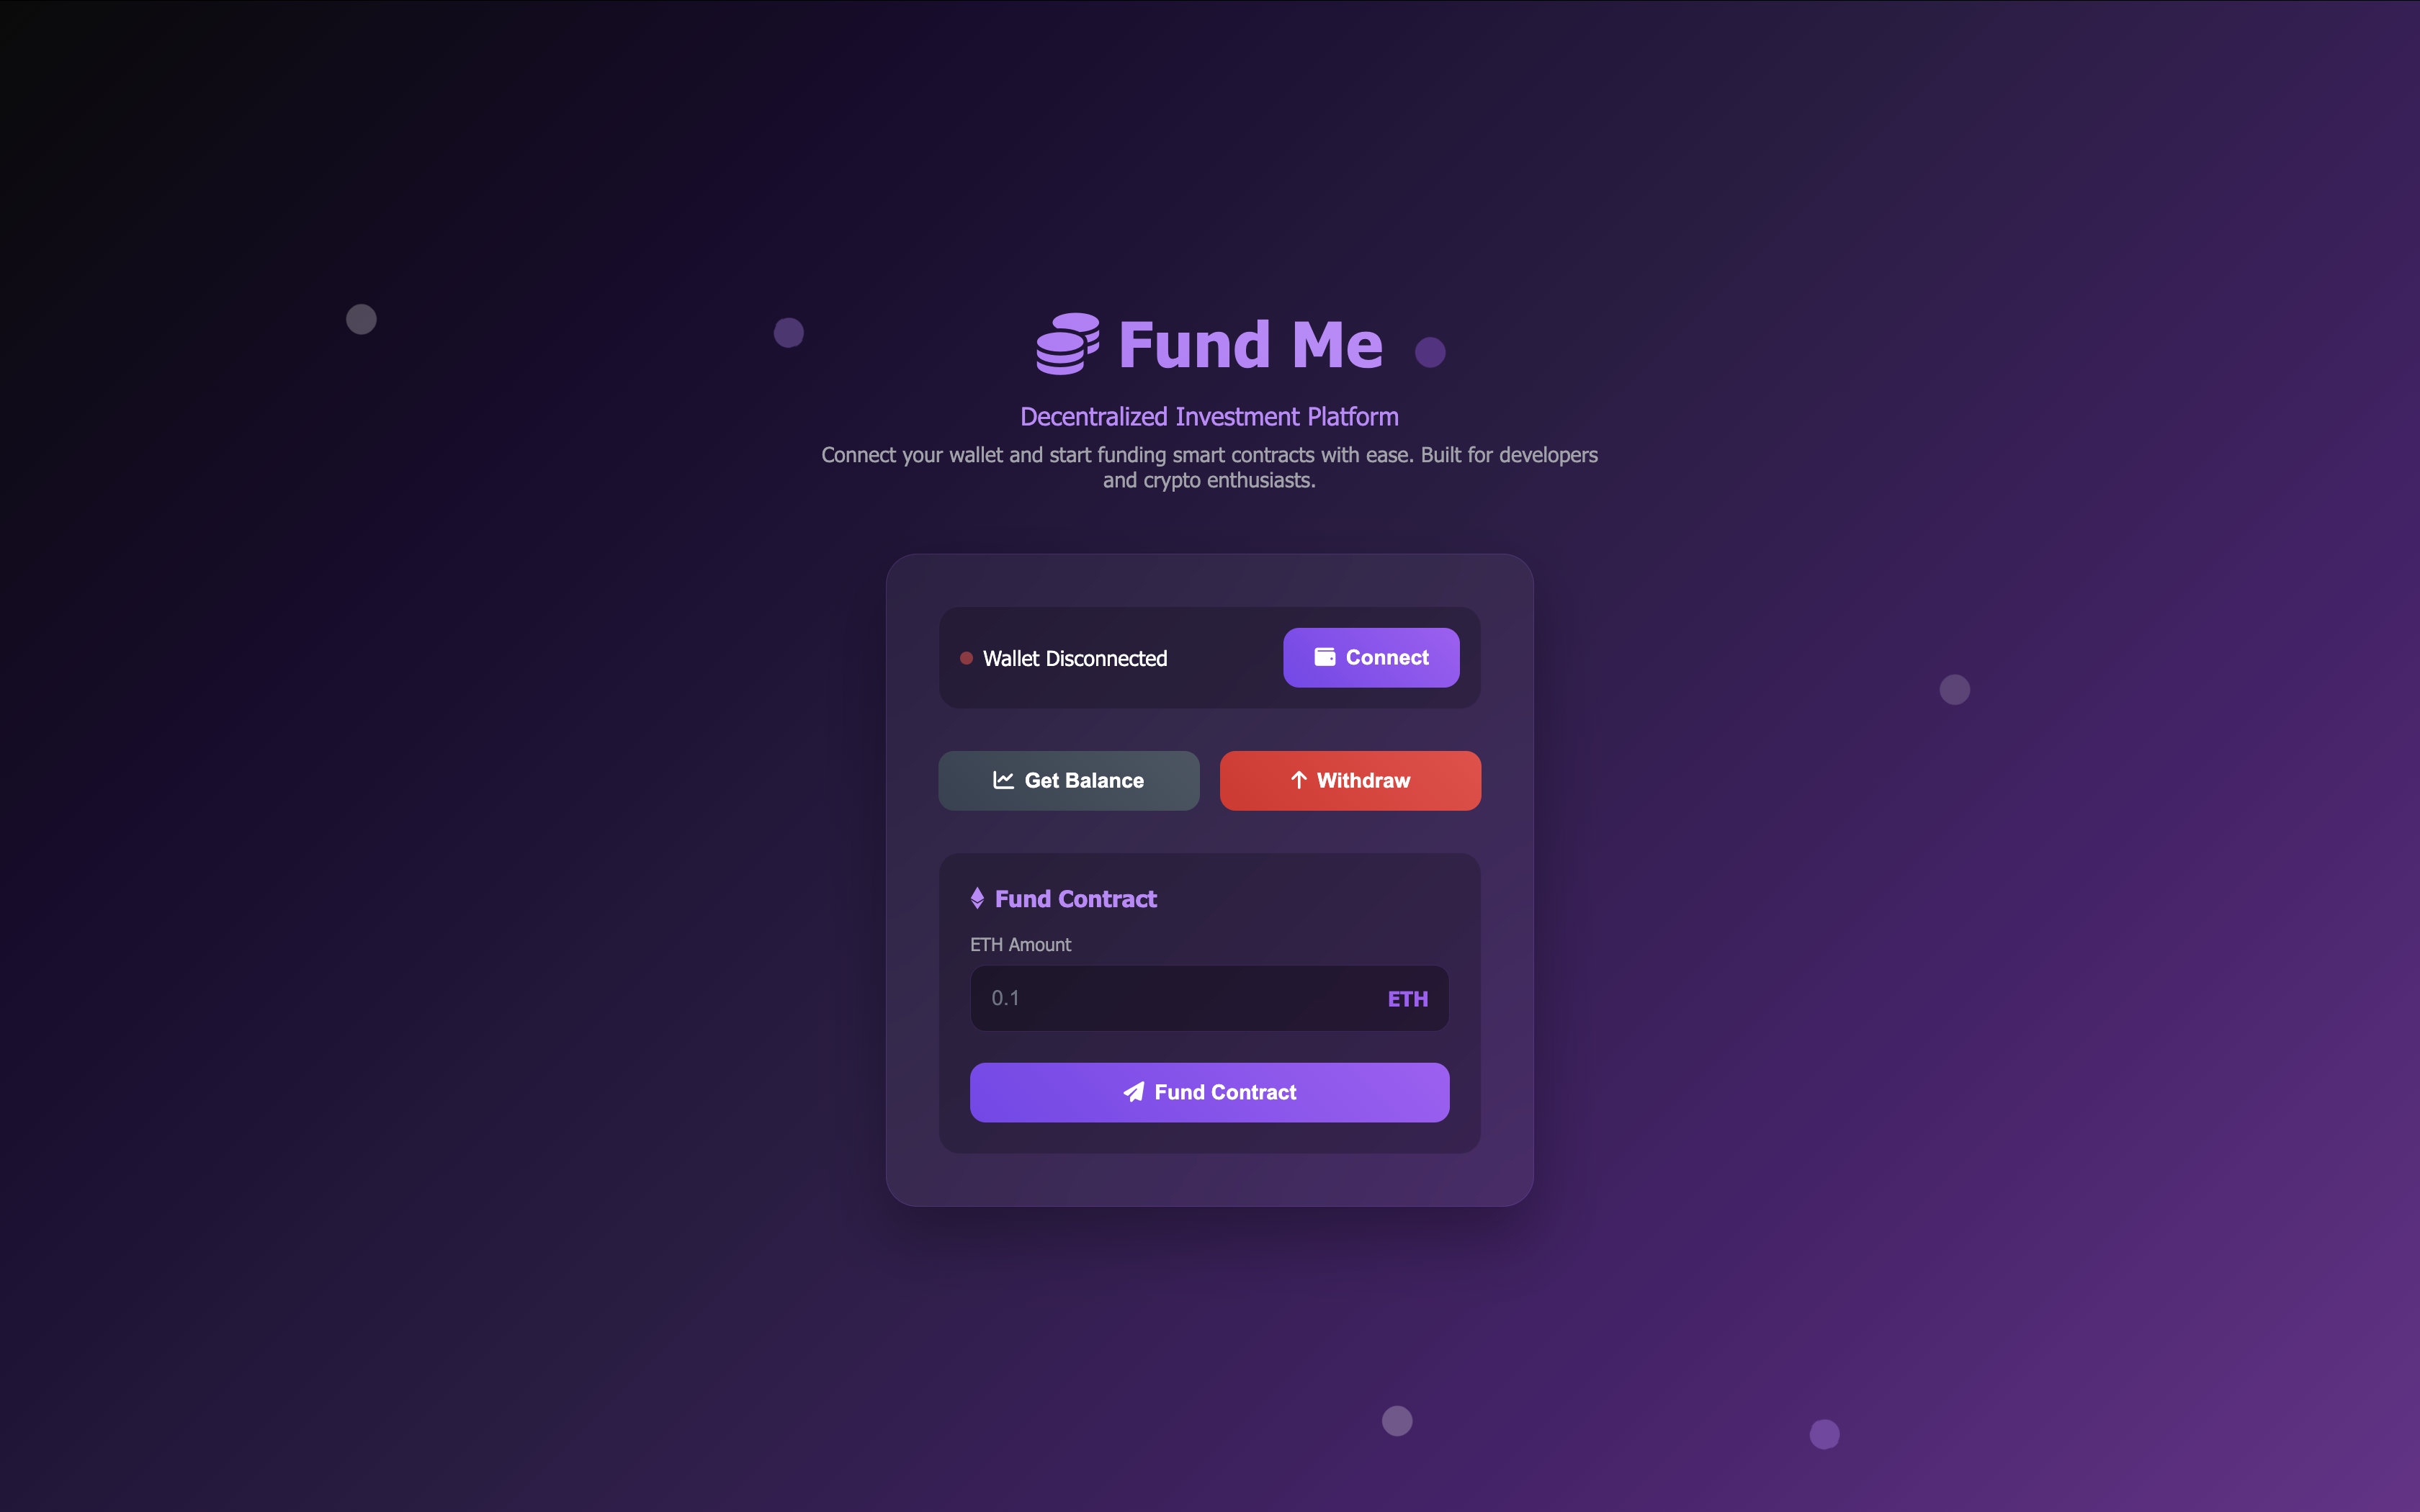 Fund Me
Decentralized Investment Platform
Connect your wallet and start funding smart contracts with ease. Built for developers
and crypto enthusiasts.
Wallet Disconnected
Connect
Get Balance
Withdraw
Fund Contract
ETH Amount
0.1
ETH
Fund Contract